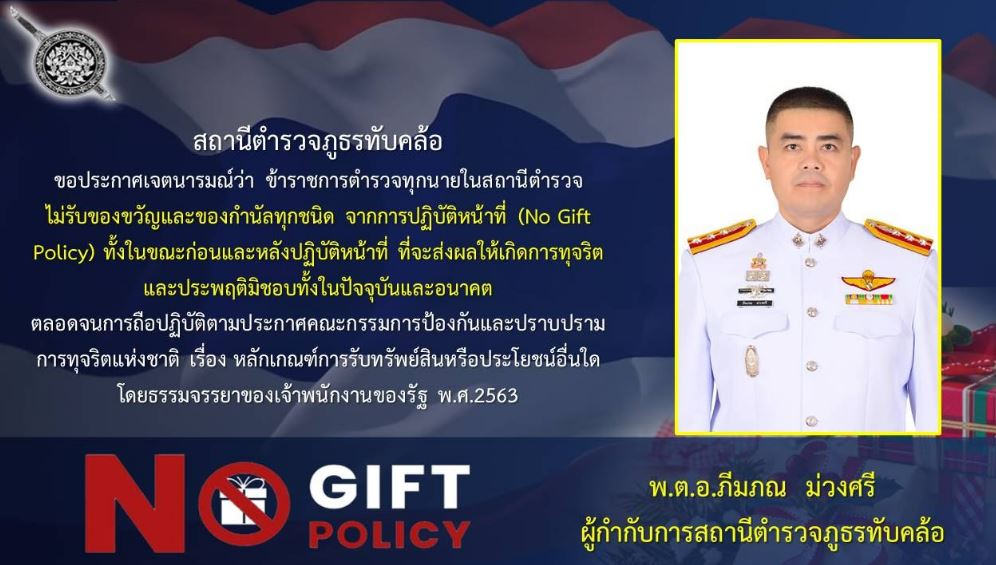 สถานีตำรวจภูธรทับคล้อ
ขอประกาศเจตนารมณ์ว่า ข้าราชการตำรวจทุกนายในสถานีตำรวจ
ไม่รับของขวัญและของกำนัลทุกชนิด จากการปฏิบัติหน้าที่ (No Gift
Policy) ทั้งในขณะก่อนและหลังปฏิบัติหน้าที่ ที่จะส่งผลให้เกิดการทุจริต
และประพฤติมิชอบทั้งในปัจจุบันและอนาคต
ตลอดจนการถือปฏิบัติตามประกาศคณะกรรมการป้องกันและปราบปราม
การทุจริตแห่งชาติ เรื่อง หลักเกณฑ์การรับทรัพย์สินหรือประโยชน์อื่นใด
โดยธรรมจรรยาของเจ้าพนักงานของรัฐ พ.ศ.2563
NO GIFT
POLICY
พ.ต.อ.ภีมภณ ม่วงศรี
ผู้กำกับการสถานีตำรวจภูธรทับคล้อ